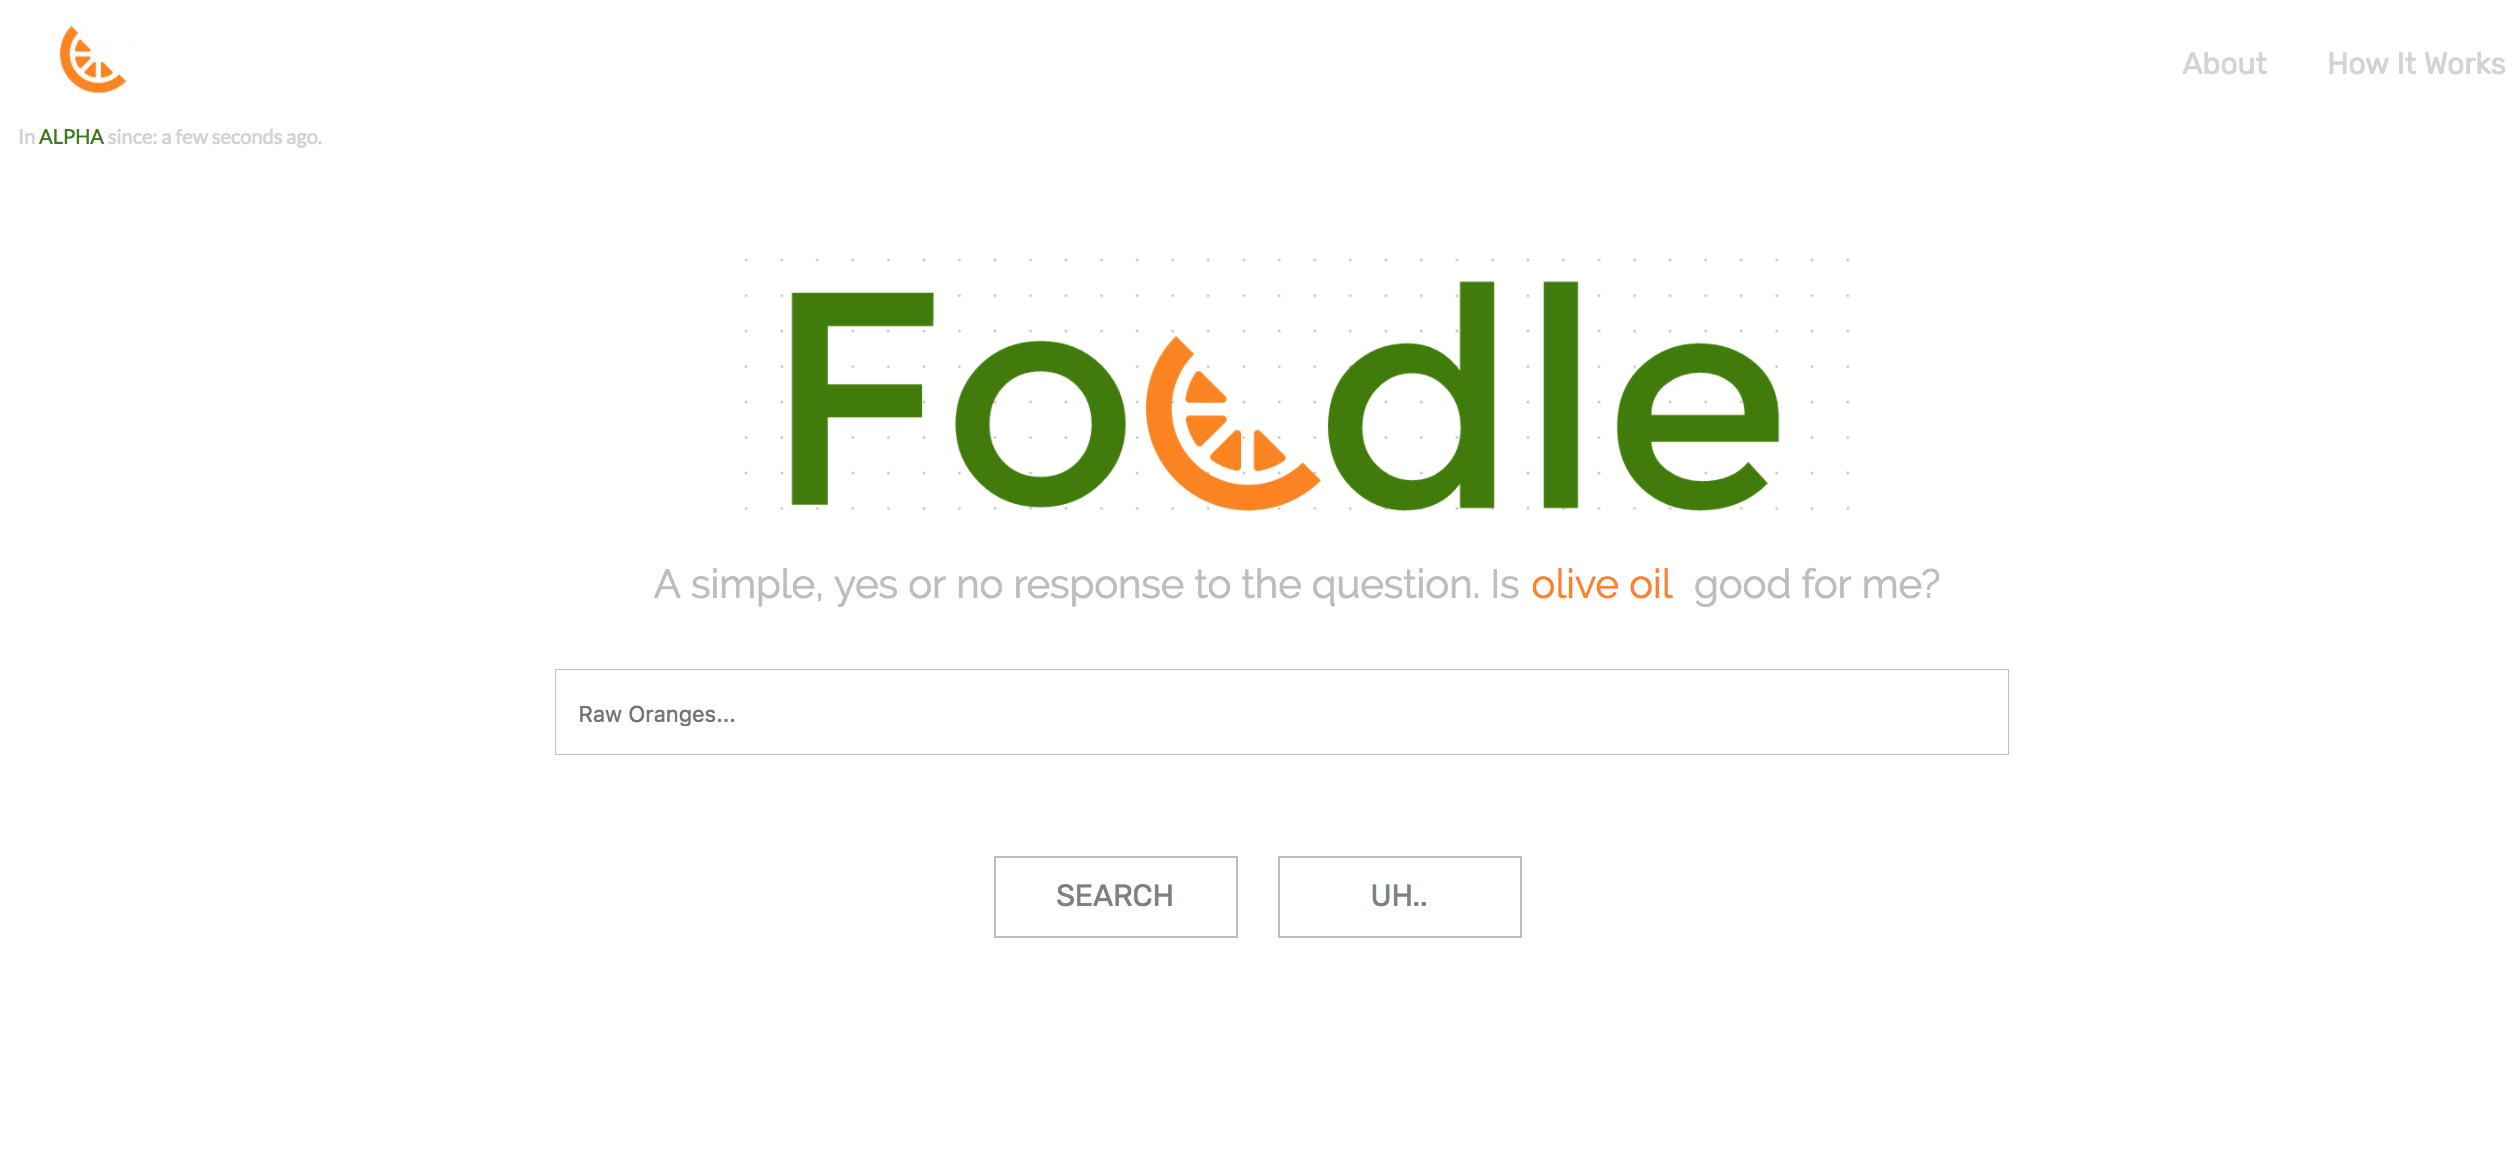 About How It Works
In ALPHA since: a few seconds ago.
Foodle
A simple, yes or no response to the question. Is olive oil good for me?
Raw Oranges...
SEARCH UH..